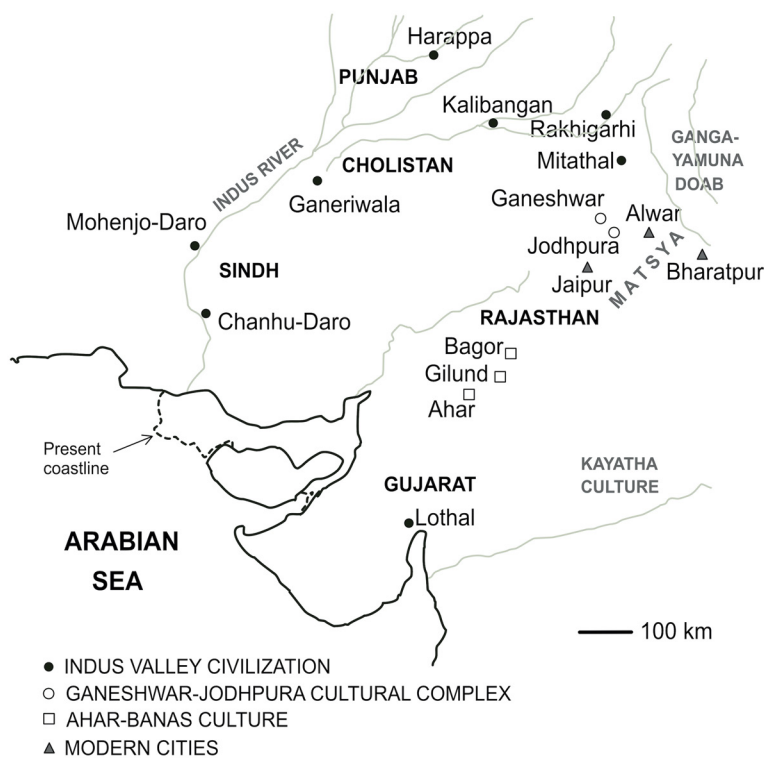 Harappa
PUNJAB
Kalibangan
Rakhigarhi
GANGA-
YAMUNA
DOAB
INDUS RIVER
CHOLISTAN
Mitathal
Ganeriwala
Ganeshwar
Alwar
Mohenjo-Daro
Jodhpura
MATSYA
Bharatpur
SINDH
Jaipur
Chanhu-Daro
RAJASTHAN
Bagor
Gilund
Ahar
Present
coastline
KAYATHA
CULTURE
GUJARAT
Lothal
ARABIAN
SEA
100 km
INDUS VALLEY CIVILIZATION
GANESHWAR-JODHPURA CULTURAL COMPLEX
AHAR-BANAS CULTURE
MODERN CITIES